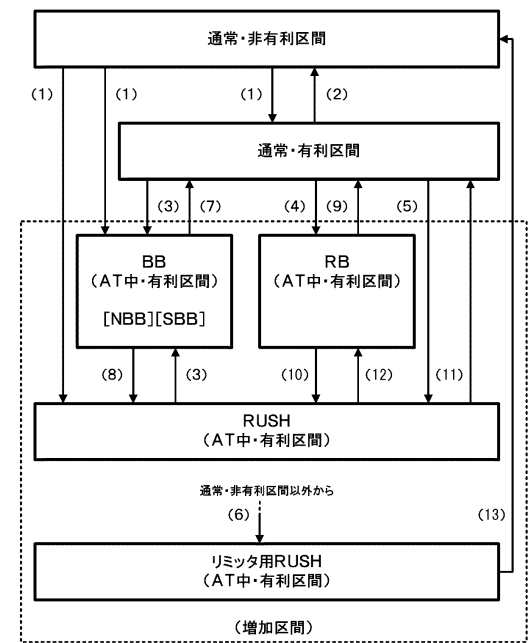 通常・非有利区間
(1) (1) (1) (2)
通常・有利区間
(3) (7) (4) (9) (5)
BB
(AT中・有利区間)
[NBB][SBB]
RB
(AT中・有利区間)
(8) (3) (10) (12) (11)
RUSH
(AT中・有利区間)
通常・非有利区間以外から
(6) (13)
リミッタ用RUSH
(AT中・有利区間)
(増加区間)